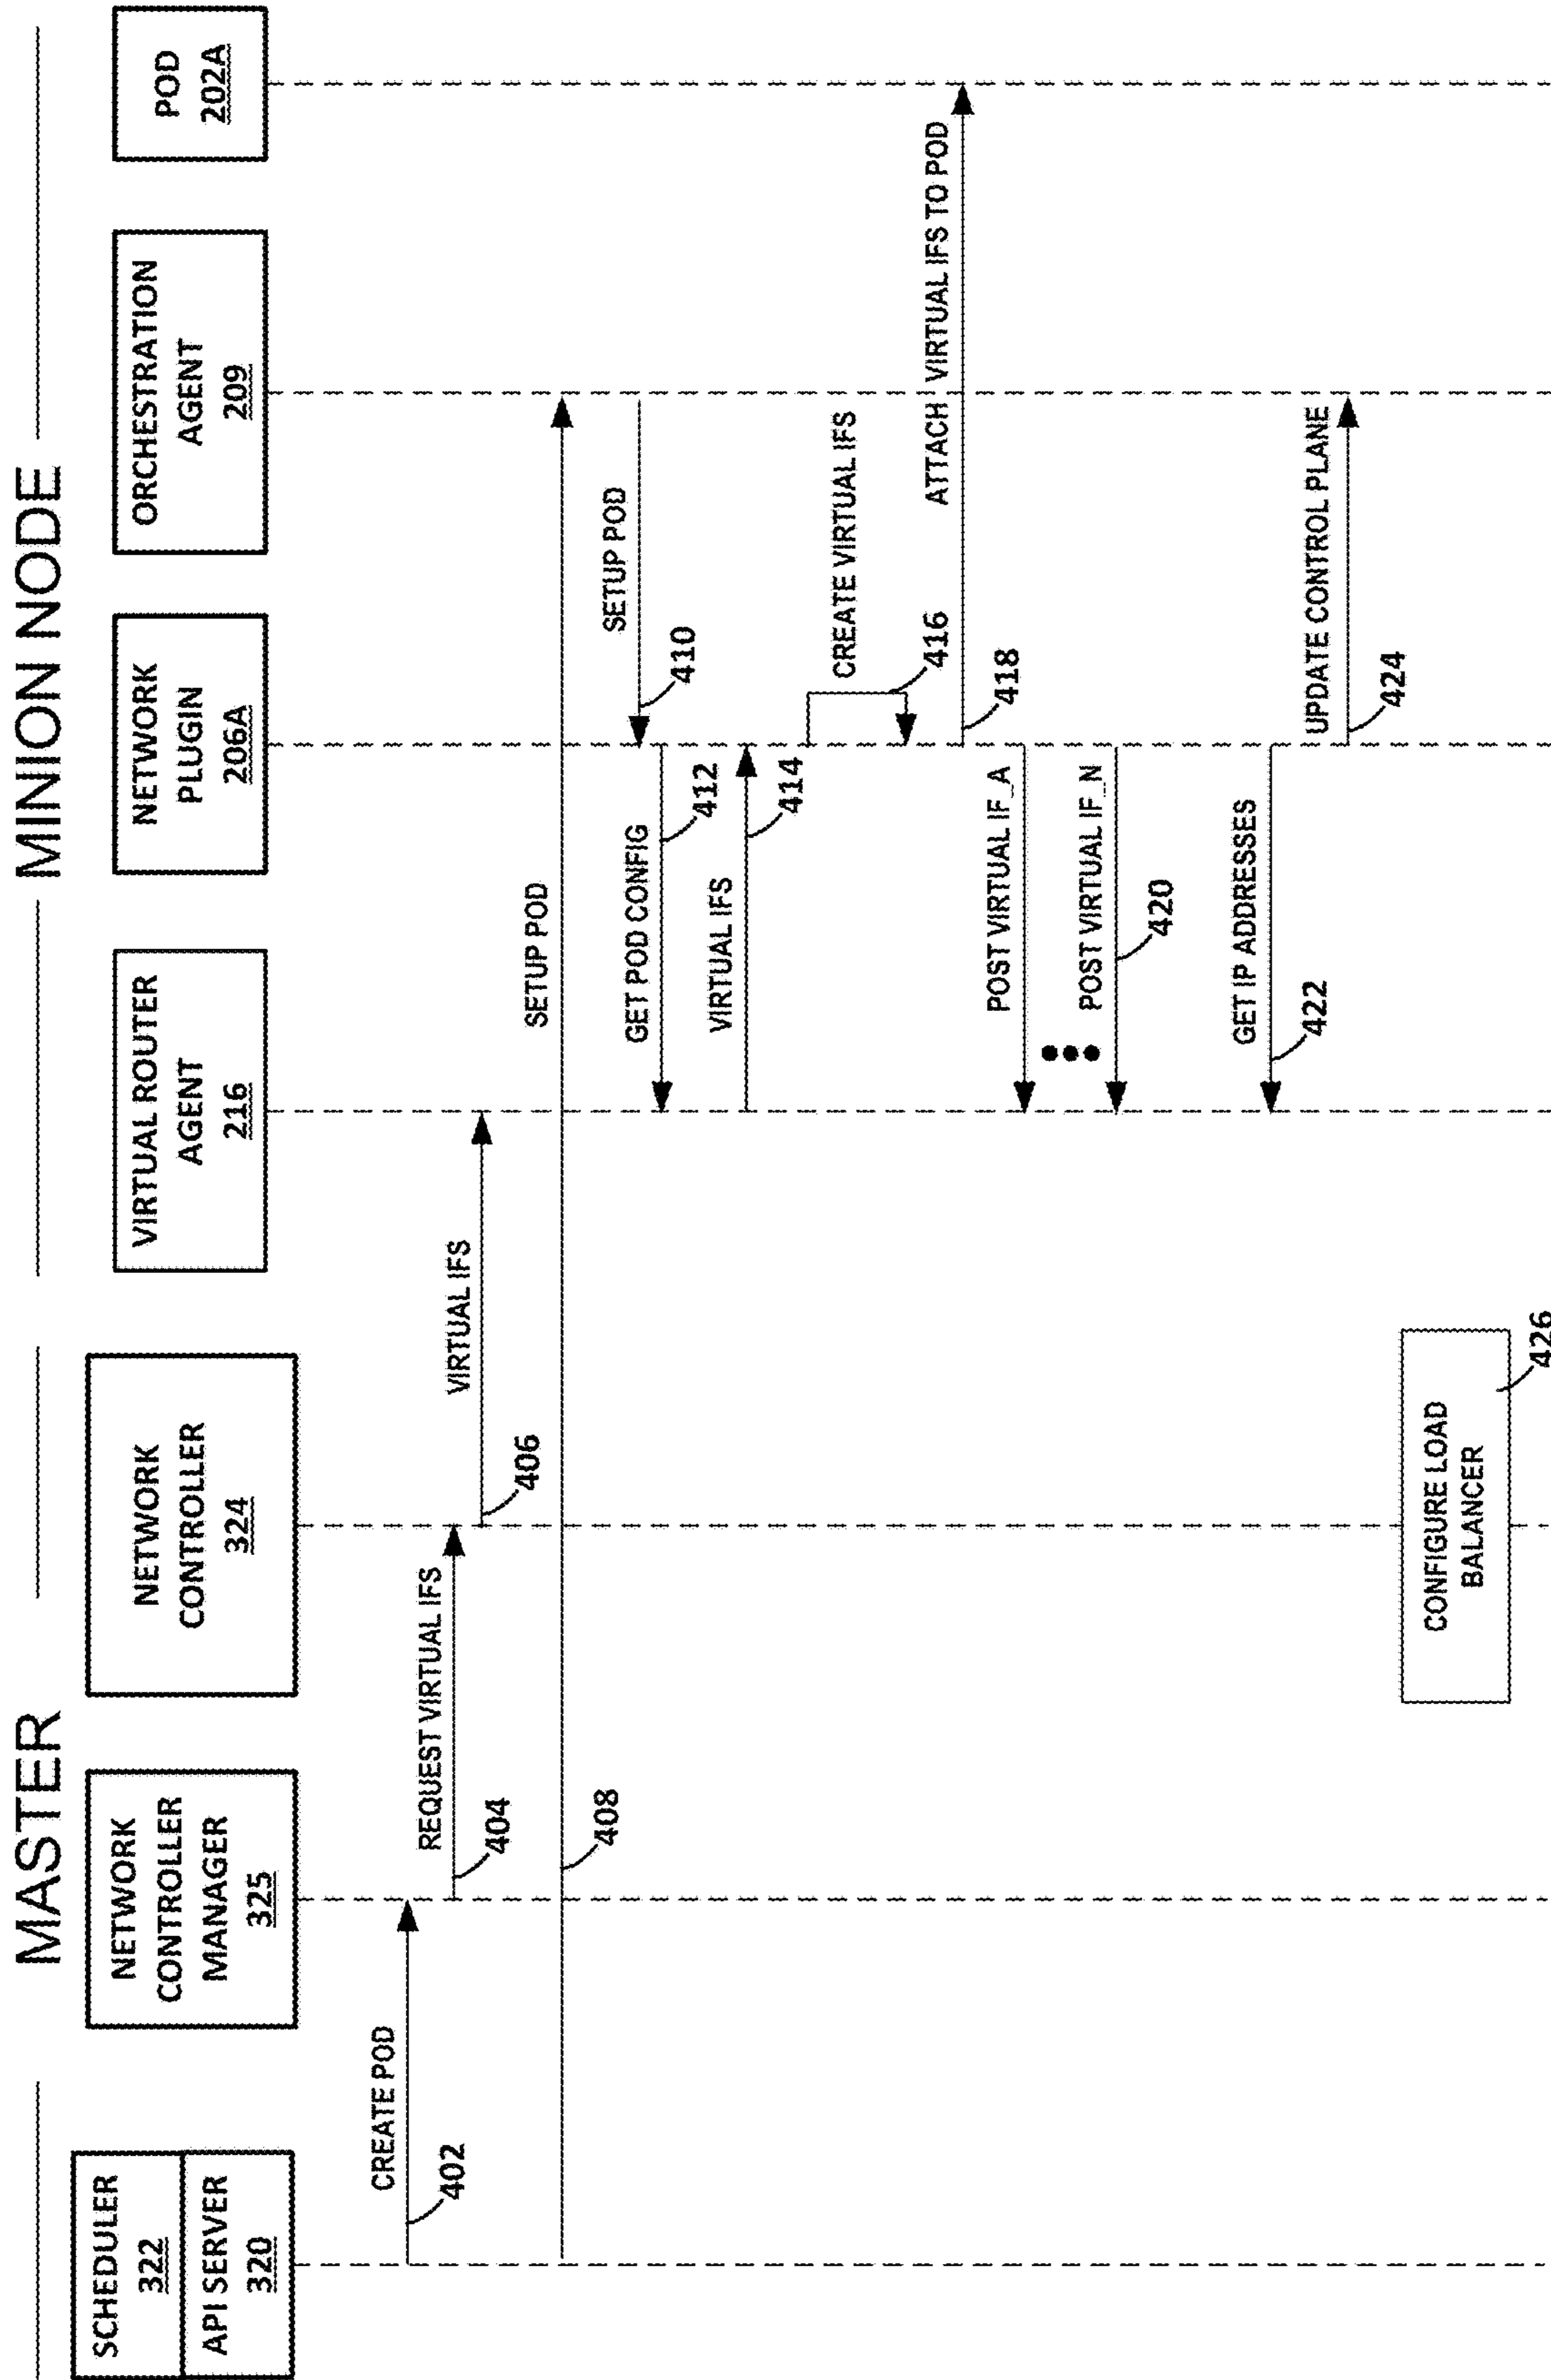 MASTER
MINION NODE
SCHEDULER
322
API SERVER
320
NETWORK
CONTROLLER
MANAGER
325
NETWORK
CONTROLLER
324
VIRTUAL ROUTER
AGENT
216
NETWORK
PLUGIN
206A
ORCHESTRATION
AGENT
209
POD
202A
CREATE POD
402
REQUEST VIRTUAL IFS
404
VIRTUAL IFS
406
SETUP POD
408
SETUP POD
410
GET POD CONFIG
412
VIRTUAL IFS
414
CREATE VIRTUAL IFS
416
ATTACH VIRTUAL IFS TO POD
418
POST VIRTUAL IF_A
POST VIRTUAL IF_N
420
GET IP ADDRESSES
422
UPDATE CONTROL PLANE
424
CONFIGURE LOAD
BALANCER
426